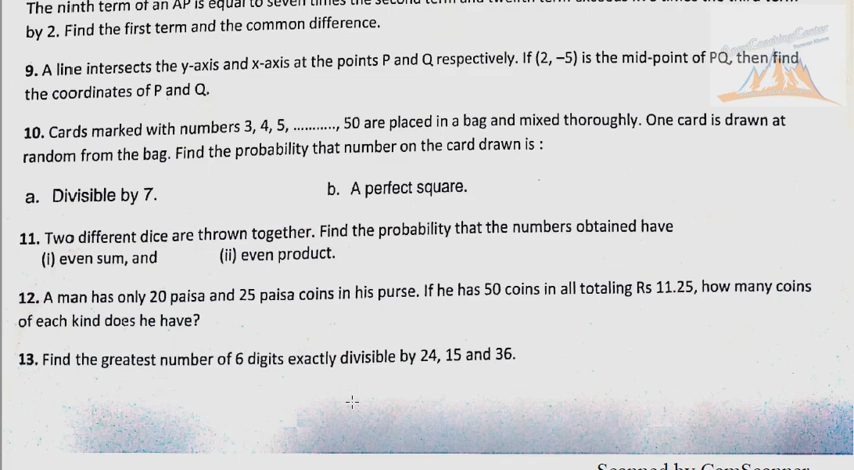 The ninth term of an AP is equal to seven times the second term and twelfth term exceeds five times the third term
by 2. Find the first term and the common difference.
9. A line intersects the y-axis and x-axis at the points P and Q respectively. If (2, –5) is the mid-point of PQ, then find
the coordinates of P and Q.
10. Cards marked with numbers 3, 4, 5, ..........., 50 are placed in a bag and mixed thoroughly. One card is drawn at
random from the bag. Find the probability that number on the card drawn is :
a. Divisible by 7. b. A perfect square.
11. Two different dice are thrown together. Find the probability that the numbers obtained have
(i) even sum, and (ii) even product.
12. A man has only 20 paisa and 25 paisa coins in his purse. If he has 50 coins in all totaling Rs 11.25, how many coins
of each kind does he have?
13. Find the greatest number of 6 digits exactly divisible by 24, 15 and 36.
Scanned by CamScanner